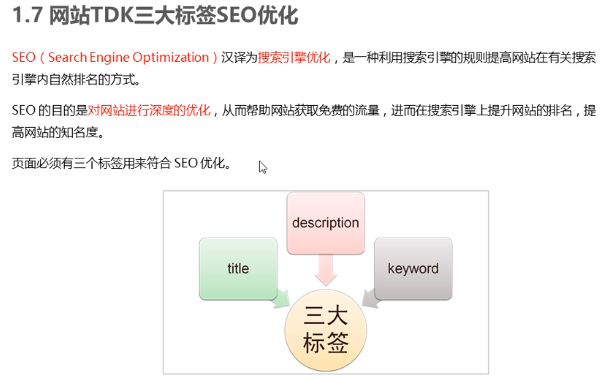 1.7 网站TDK三大标签SEO优化
SEO（Search Engine Optimization）汉译为搜索引擎优化，是一种利用搜索引擎的规则提高网站在有关搜索
引擎内自然排名的方式。
SEO 的目的是对网站进行深度的优化，从而帮助网站获取免费的流量，进而在搜索引擎上提升网站的排名，提
高网站的知名度。
页面必须有三个标签用来符合 SEO 优化。
description
title
keyword
三大
标签